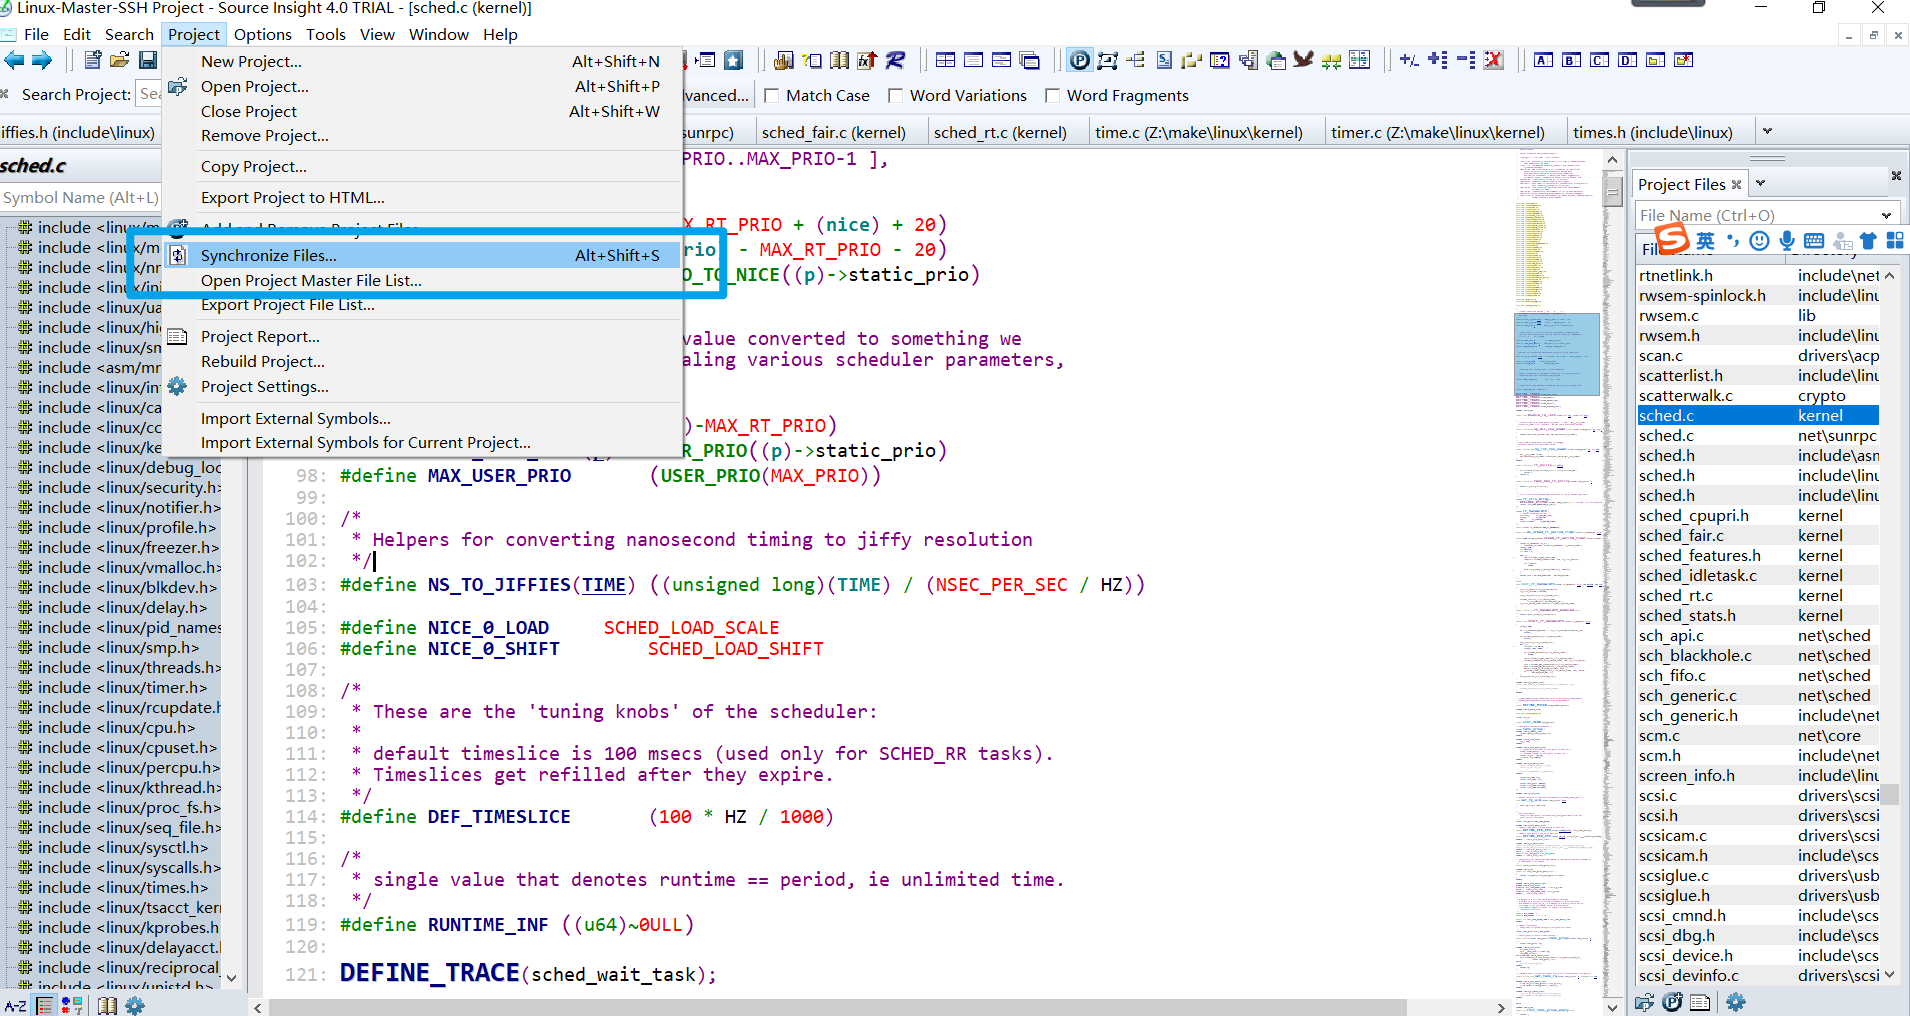 Linux-Master-SSH Project - Source Insight 4.0 TRIAL - [sched.c (kernel)]
File Edit Search Project Options Tools View Window Help
Search Project:
dvanced... Match Case Word Variations Word Fragments
iffies.h (include\linux) sunrpc) sched_fair.c (kernel) sched_rt.c (kernel) time.c (Z:\make\linux\kernel) timer.c (Z:\make\linux\kernel) times.h (include\linux)
New Project... Alt+Shift+N
Open Project... Alt+Shift+P
Close Project Alt+Shift+W
Remove Project...
Copy Project...
Export Project to HTML...
Add and Remove Project Files...
Synchronize Files... Alt+Shift+S
Open Project Master File List...
Export Project File List...
Project Report...
Rebuild Project...
Project Settings...
Import External Symbols...
Import External Symbols for Current Project...
sched.c
Symbol Name (Alt+L)
include <linux/m
include <linux/m
include <linux/nm
include <linux/ini
include <linux/ua
include <linux/hig
include <linux/sm
include <asm/mm
include <linux/int
include <linux/ca
include <linux/cc
include <linux/ke
include <linux/debug_loc
include <linux/security.h>
include <linux/notifier.h>
include <linux/profile.h>
include <linux/freezer.h>
include <linux/vmalloc.h>
include <linux/blkdev.h>
include <linux/delay.h>
include <linux/pid_names
include <linux/smp.h>
include <linux/threads.h>
include <linux/timer.h>
include <linux/rcupdate.h
include <linux/cpu.h>
include <linux/cpuset.h>
include <linux/percpu.h>
include <linux/kthread.h>
include <linux/proc_fs.h>
include <linux/seq_file.h>
include <linux/sysctl.h>
include <linux/syscalls.h>
include <linux/times.h>
include <linux/tsacct_keri
include <linux/kprobes.h
include <linux/delayacct.l
include <linux/reciprocal_
include <linux/unistd.h>
PRIO..MAX_PRIO-1 ],
X_RT_PRIO + (nice) + 20)
rio) - MAX_RT_PRIO - 20)
O_TO_NICE((p)->static_prio)
value converted to something we
aling various scheduler parameters,
)-MAX_RT_PRIO)
R_PRIO((p)->static_prio)
98: #define MAX_USER_PRIO (USER_PRIO(MAX_PRIO))
99:
100: /*
101: * Helpers for converting nanosecond timing to jiffy resolution
102: */
103: #define NS_TO_JIFFIES(TIME) ((unsigned long)(TIME) / (NSEC_PER_SEC / HZ))
104:
105: #define NICE_0_LOAD SCHED_LOAD_SCALE
106: #define NICE_0_SHIFT SCHED_LOAD_SHIFT
107:
108: /*
109: * These are the 'tuning knobs' of the scheduler:
110: *
111: * default timeslice is 100 msecs (used only for SCHED_RR tasks).
112: * Timeslices get refilled after they expire.
113: */
114: #define DEF_TIMESLICE (100 * HZ / 1000)
115:
116: /*
117: * single value that denotes runtime == period, ie unlimited time.
118: */
119: #define RUNTIME_INF ((u64)~0ULL)
120:
121: DEFINE_TRACE(sched_wait_task);
Project Files
File Name (Ctrl+O)
英
rtnetlink.h include\net
rwsem-spinlock.h include\linu
rwsem.c lib
rwsem.h include\linu
scan.c drivers\acp
scatterlist.h include\linu
scatterwalk.c crypto
sched.c kernel
sched.c net\sunrpc
sched.h include\asm
sched.h include\linu
sched.h include\linu
sched_cpupri.h kernel
sched_fair.c kernel
sched_features.h kernel
sched_idletask.c kernel
sched_rt.c kernel
sched_stats.h kernel
sch_api.c net\sched
sch_blackhole.c net\sched
sch_fifo.c net\sched
sch_generic.c net\sched
sch_generic.h include\net
scm.c net\core
scm.h include\net
screen_info.h include\linu
scsi.c drivers\scsi
scsi.h drivers\scsi
scsicam.c drivers\scsi
scsicam.h include\scs
scsiglue.c drivers\usb
scsiglue.h drivers\usb
scsi_cmnd.h include\scs
scsi_dbg.h include\scs
scsi_device.h include\scs
scsi_devinfo.c drivers\scsi
A-Z